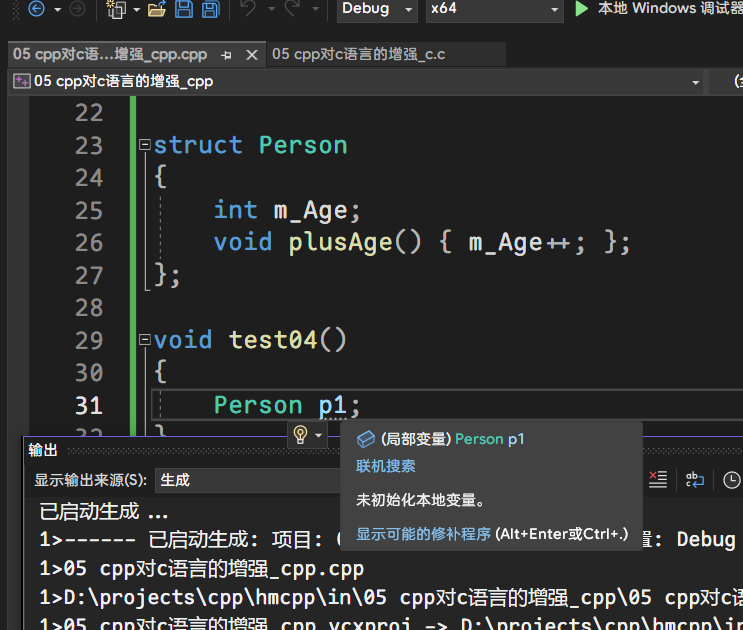 Debug x64 本地 Windows 调试器
05 cpp对c语...增强_cpp.cpp 05 cpp对c语言的增强_c.c
05 cpp对c语言的增强_cpp
22
23 struct Person
24 {
25 int m_Age;
26 void plusAge() { m_Age++; };
27 };
28
29 void test04()
30 {
31 Person p1;
32 }
(局部变量) Person p1
联机搜索
未初始化本地变量。
显示可能的修补程序 (Alt+Enter或Ctrl+.)
输出
显示输出来源(S): 生成
已启动生成 ...
1>------ 已启动生成: 项目: 置: Debug
1>05 cpp对c语言的增强_cpp.cpp
1>D:\projects\cpp\hmcpp\in\05 cpp对c语言的增强_cpp\05 cpp对c语
1>05 cpp对c语言的增强_cpp.vcxproj -> D:\projects\cpp\hmcpp\in